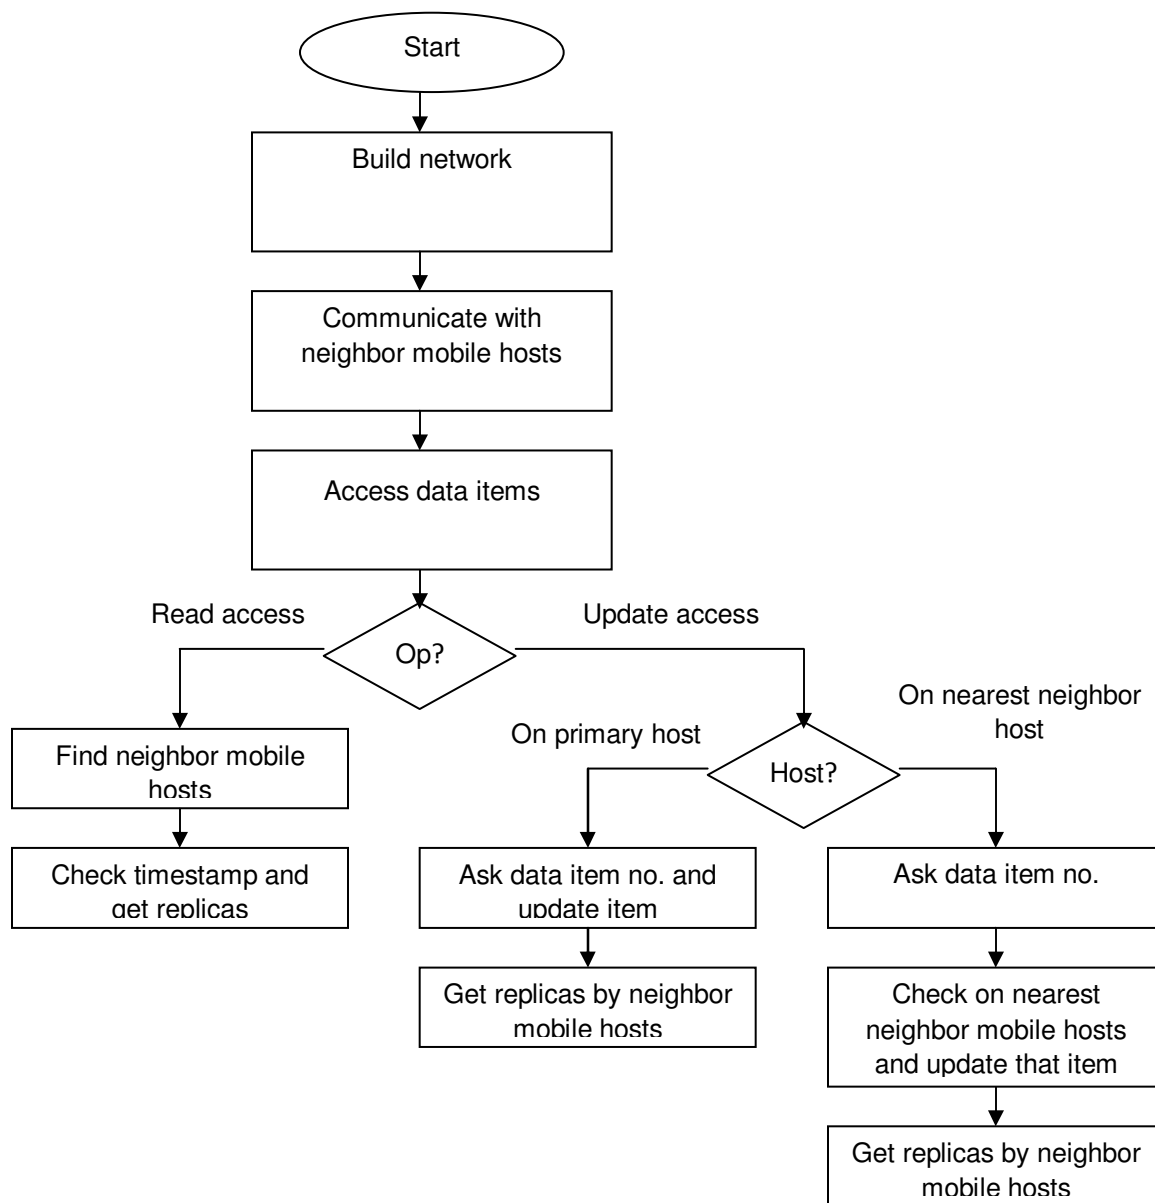 Start
Build network
Communicate with
neighbor mobile hosts
Access data items
Read access
Update access
Op?
On nearest neighbor
host
On primary host
Host?
Find neighbor mobile
hosts
Check timestamp and
get replicas
Ask data item no. and
update item
Ask data item no.
Get replicas by neighbor
mobile hosts
Check on nearest
neighbor mobile hosts
and update that item
Get replicas by neighbor
mobile hosts